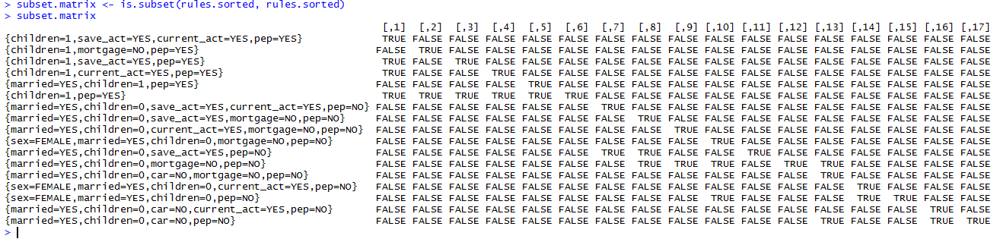 > subset.matrix <- is.subset(rules.sorted, rules.sorted)
> subset.matrix
[,1] [,2] [,3] [,4] [,5] [,6] [,7] [,8] [,9] [,10] [,11] [,12] [,13] [,14] [,15] [,16] [,17]
{children=1,save_act=YES,current_act=YES,pep=YES} TRUE FALSE FALSE FALSE FALSE FALSE FALSE FALSE FALSE FALSE FALSE FALSE FALSE FALSE FALSE FALSE FALSE
{children=1,mortgage=NO,pep=YES} FALSE TRUE FALSE FALSE FALSE FALSE FALSE FALSE FALSE FALSE FALSE FALSE FALSE FALSE FALSE FALSE FALSE
{children=1,save_act=YES,pep=YES} TRUE FALSE TRUE FALSE FALSE FALSE FALSE FALSE FALSE FALSE FALSE FALSE FALSE FALSE FALSE FALSE FALSE
{children=1,current_act=YES,pep=YES} TRUE FALSE FALSE TRUE FALSE FALSE FALSE FALSE FALSE FALSE FALSE FALSE FALSE FALSE FALSE FALSE FALSE
{married=YES,children=1,pep=YES} FALSE FALSE FALSE FALSE TRUE FALSE FALSE FALSE FALSE FALSE FALSE FALSE FALSE FALSE FALSE FALSE FALSE
{children=1,pep=YES} TRUE TRUE TRUE TRUE TRUE TRUE FALSE FALSE FALSE FALSE FALSE FALSE FALSE FALSE FALSE FALSE FALSE
{married=YES,children=0,save_act=YES,current_act=YES,pep=NO} FALSE FALSE FALSE FALSE FALSE FALSE TRUE FALSE FALSE FALSE FALSE FALSE FALSE FALSE FALSE FALSE FALSE
{married=YES,children=0,save_act=YES,mortgage=NO,pep=NO} FALSE FALSE FALSE FALSE FALSE FALSE FALSE TRUE FALSE FALSE FALSE FALSE FALSE FALSE FALSE FALSE FALSE
{married=YES,children=0,current_act=YES,mortgage=NO,pep=NO} FALSE FALSE FALSE FALSE FALSE FALSE FALSE FALSE TRUE FALSE FALSE FALSE FALSE FALSE FALSE FALSE FALSE
{sex=FEMALE,married=YES,children=0,mortgage=NO,pep=NO} FALSE FALSE FALSE FALSE FALSE FALSE FALSE FALSE FALSE TRUE FALSE FALSE FALSE FALSE FALSE FALSE FALSE
{married=YES,children=0,save_act=YES,pep=NO} FALSE FALSE FALSE FALSE FALSE FALSE TRUE TRUE FALSE FALSE TRUE FALSE FALSE FALSE FALSE FALSE FALSE
{married=YES,children=0,mortgage=NO,pep=NO} FALSE FALSE FALSE FALSE FALSE FALSE FALSE TRUE TRUE TRUE FALSE TRUE TRUE FALSE FALSE FALSE FALSE
{married=YES,children=0,car=NO,mortgage=NO,pep=NO} FALSE FALSE FALSE FALSE FALSE FALSE FALSE FALSE FALSE FALSE FALSE FALSE TRUE FALSE FALSE FALSE FALSE
{sex=FEMALE,married=YES,children=0,current_act=YES,pep=NO} FALSE FALSE FALSE FALSE FALSE FALSE FALSE FALSE FALSE FALSE FALSE FALSE FALSE TRUE FALSE FALSE FALSE
{sex=FEMALE,married=YES,children=0,pep=NO} FALSE FALSE FALSE FALSE FALSE FALSE FALSE FALSE FALSE TRUE FALSE FALSE FALSE TRUE TRUE FALSE FALSE
{married=YES,children=0,car=NO,current_act=YES,pep=NO} FALSE FALSE FALSE FALSE FALSE FALSE FALSE FALSE FALSE FALSE FALSE FALSE FALSE FALSE FALSE TRUE FALSE
{married=YES,children=0,car=NO,pep=NO} FALSE FALSE FALSE FALSE FALSE FALSE FALSE FALSE FALSE FALSE FALSE FALSE TRUE FALSE FALSE TRUE TRUE
>